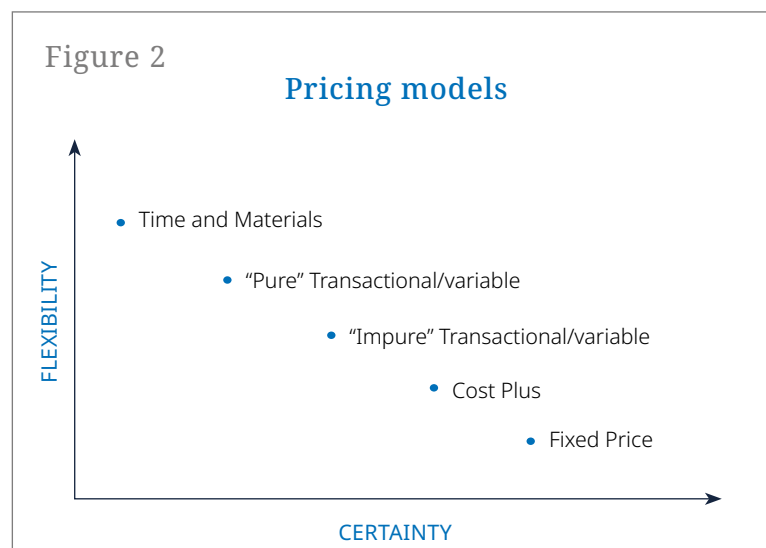 Figure 2
Pricing models
Time and Materials
“Pure” Transactional/variable
“Impure” Transactional/variable
Cost Plus
Fixed Price
FLEXIBILITY
CERTAINTY